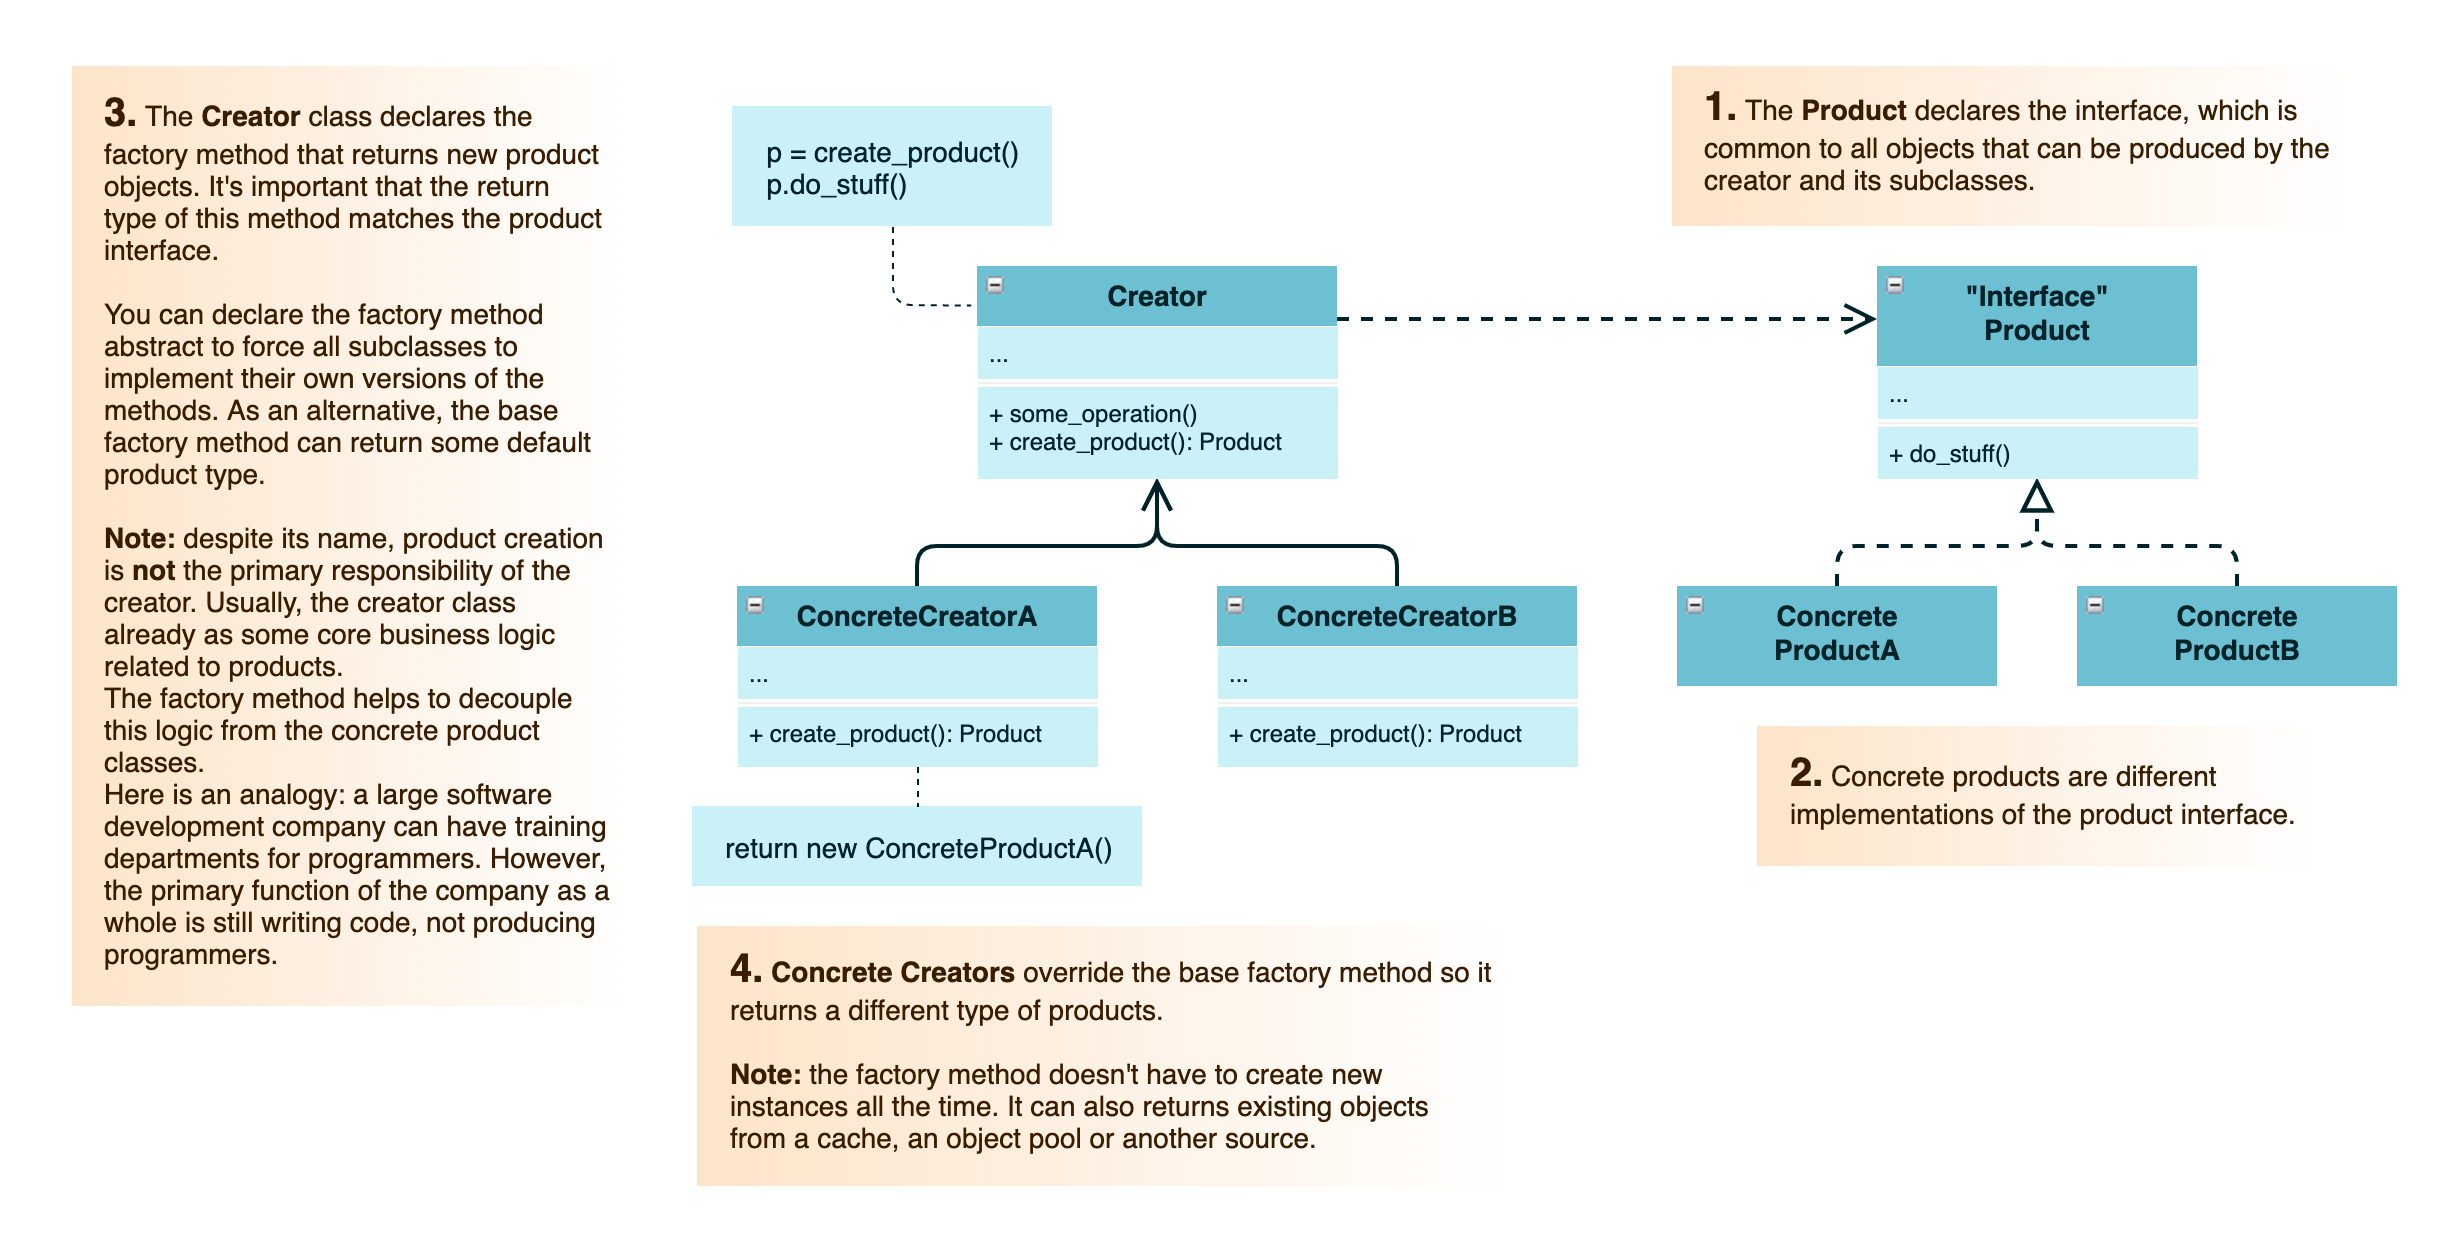 3. The Creator class declares the
factory method that returns new product
objects. It's important that the return
type of this method matches the product
interface.
You can declare the factory method
abstract to force all subclasses to
implement their own versions of the
methods. As an alternative, the base
factory method can return some default
product type.
Note: despite its name, product creation
is not the primary responsibility of the
creator. Usually, the creator class
already as some core business logic
related to products.
The factory method helps to decouple
this logic from the concrete product
classes.
Here is an analogy: a large software
development company can have training
departments for programmers. However,
the primary function of the company as a
whole is still writing code, not producing
programmers.
p = create_product()
p.do_stuff()
Creator
...
+ some_operation()
+ create_product(): Product
ConcreteCreatorA
...
+ create_product(): Product
return new ConcreteProductA()
ConcreteCreatorB
...
+ create_product(): Product
4. Concrete Creators override the base factory method so it
returns a different type of products.
Note: the factory method doesn't have to create new
instances all the time. It can also returns existing objects
from a cache, an object pool or another source.
1. The Product declares the interface, which is
common to all objects that can be produced by the
creator and its subclasses.
"Interface"
Product
...
+ do_stuff()
Concrete
ProductA
Concrete
ProductB
2. Concrete products are different
implementations of the product interface.